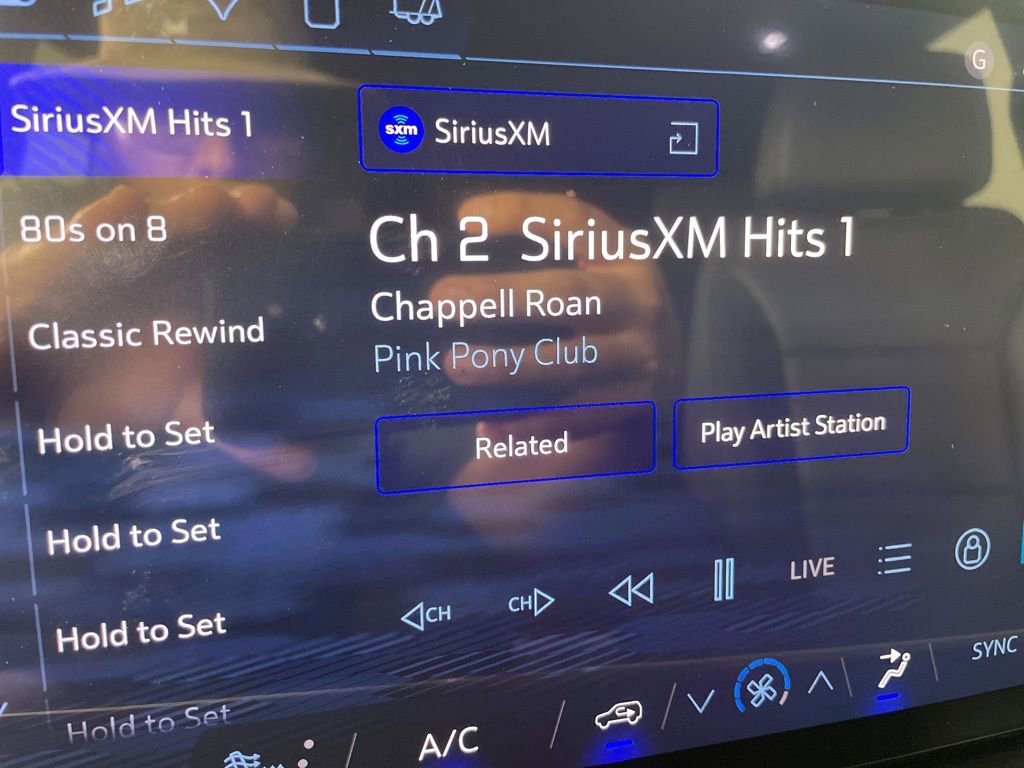 G
SiriusXM Hits 1
sxm SiriusXM
80s on 8
Ch 2 SiriusXM Hits 1
Classic Rewind
Chappell Roan
Pink Pony Club
Hold to Set
Related
Play Artist Station
Hold to Set
CH
CH
LIVE
Hold to Set
SYNC
Hold to Set
A/C